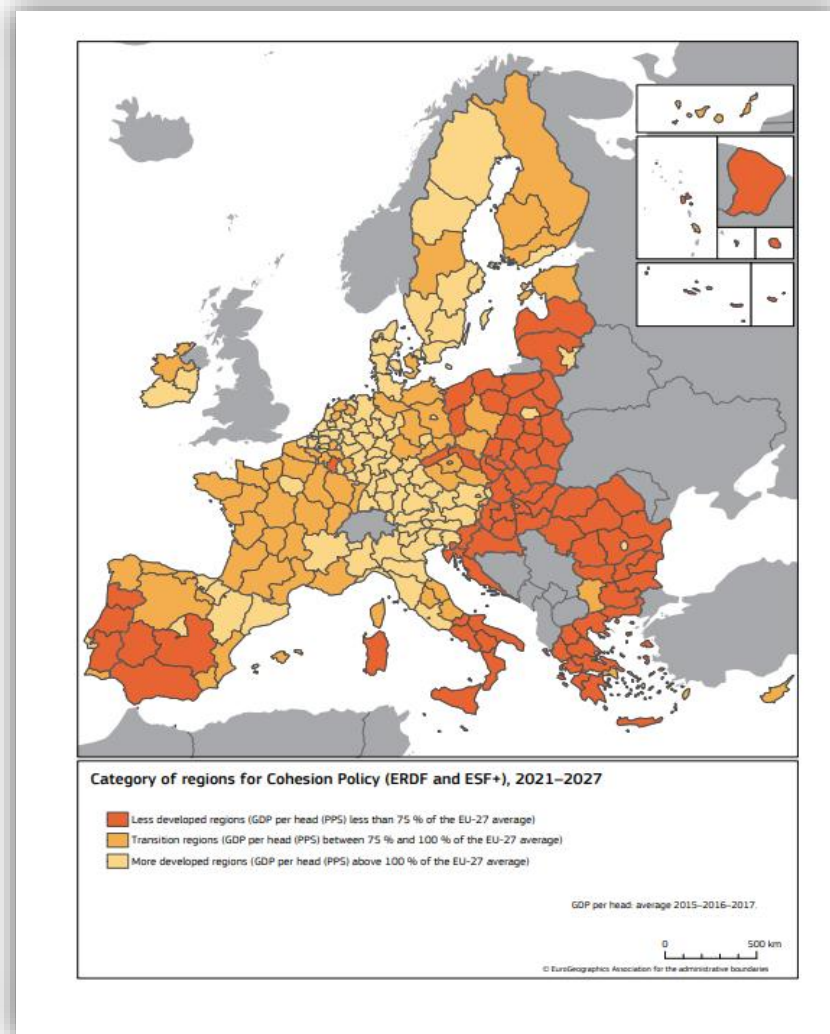 Category of regions for Cohesion Policy (ERDF and ESF+), 2021–2027
Less developed regions (GDP per head (PPS) less than 75 % of the EU-27 average)
Transition regions (GDP per head (PPS) between 75 % and 100 % of the EU-27 average)
More developed regions (GDP per head (PPS) above 100 % of the EU-27 average)
GDP per head: average 2015–2016–2017.
0 500 km
© EuroGeographics Association for the administrative boundaries